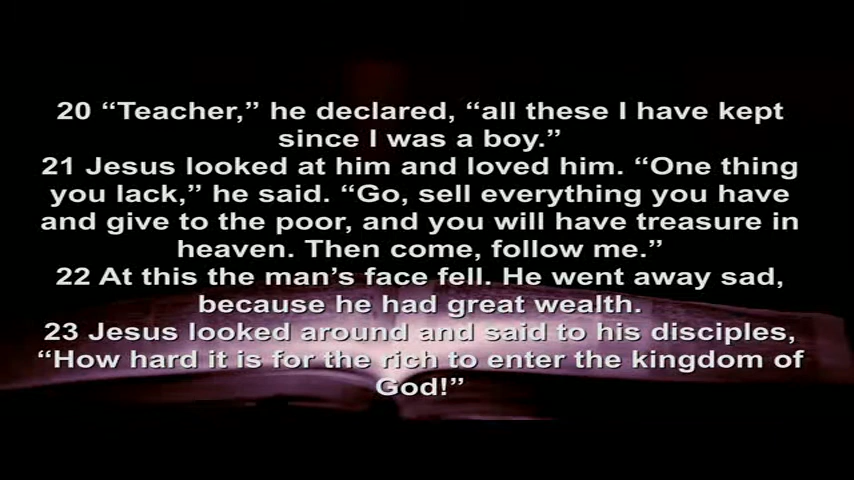 20 “Teacher,” he declared, “all these I have kept
since I was a boy.”
21 Jesus looked at him and loved him. “One thing
you lack,” he said. “Go, sell everything you have
and give to the poor, and you will have treasure in
heaven. Then come, follow me.”
22 At this the man’s face fell. He went away sad,
because he had great wealth.
23 Jesus looked around and said to his disciples,
“How hard it is for the rich to enter the kingdom of
God!”